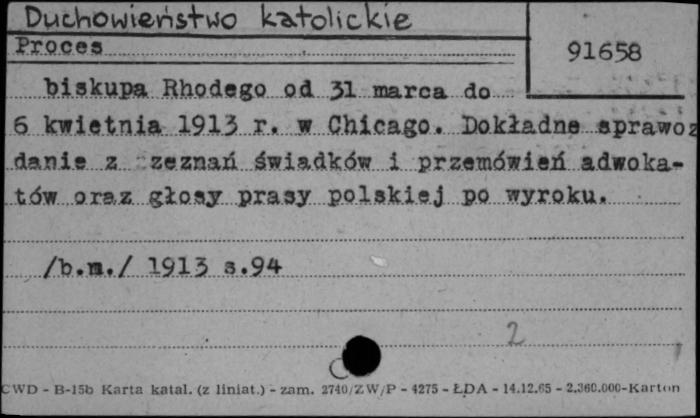 Duchowieństwo katolickie
Proces
91658
biskupa Rhodego od 31 marca do
6 kwietnia 1913 r. w Chicago. Dokładne sprawoz
danie z zeznań świadków i przemówień adwoka-
tów oraz głosy prasy polskiej po wyroku.
/b.m./ 1913 s.94
2
CWD - B-15b Karta katal. (z liniat.) - zam. 2740/ZW/P - 4275 - ŁDA - 14.12.65 - 2.360.000-Karton